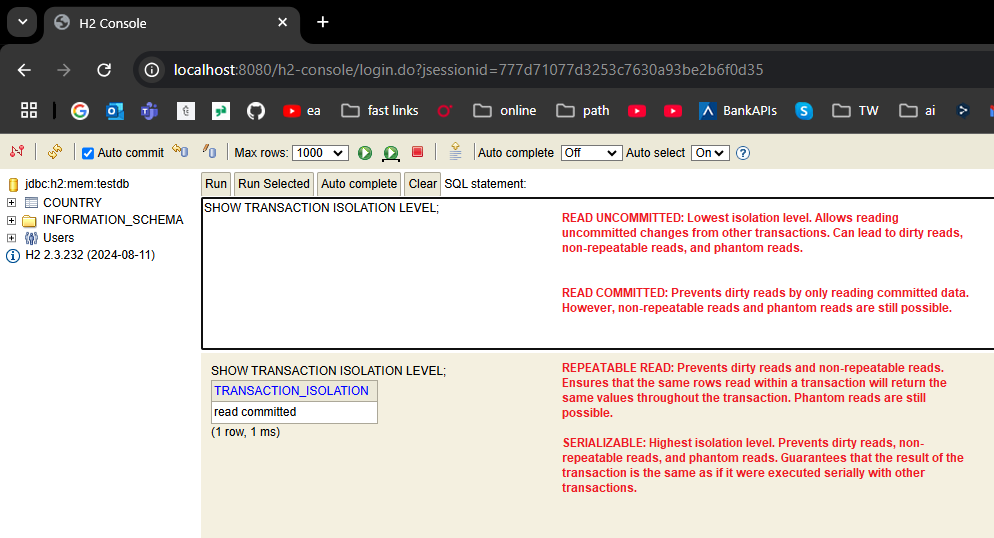 H2 Console
localhost:8080/h2-console/login.do?jsessionid=777d71077d3253c7630a93be2b6f0d35
ea fast links online path BankAPIs TW ai
Auto commit Max rows: 1000 Auto complete Off Auto select On
jdbc:h2:mem:testdb
COUNTRY
INFORMATION_SCHEMA
Users
H2 2.3.232 (2024-08-11)
Run Run Selected Auto complete Clear SQL statement:
SHOW TRANSACTION ISOLATION LEVEL;
READ UNCOMMITTED: Lowest isolation level. Allows reading
uncommitted changes from other transactions. Can lead to dirty reads,
non-repeatable reads, and phantom reads.
READ COMMITTED: Prevents dirty reads by only reading committed data.
However, non-repeatable reads and phantom reads are still possible.
SHOW TRANSACTION ISOLATION LEVEL;
TRANSACTION_ISOLATION
read committed
(1 row, 1 ms)
REPEATABLE READ: Prevents dirty reads and non-repeatable reads.
Ensures that the same rows read within a transaction will return the
same values throughout the transaction. Phantom reads are still
possible.
SERIALIZABLE: Highest isolation level. Prevents dirty reads, non-
repeatable reads, and phantom reads. Guarantees that the result of the
transaction is the same as if it were executed serially with other
transactions.